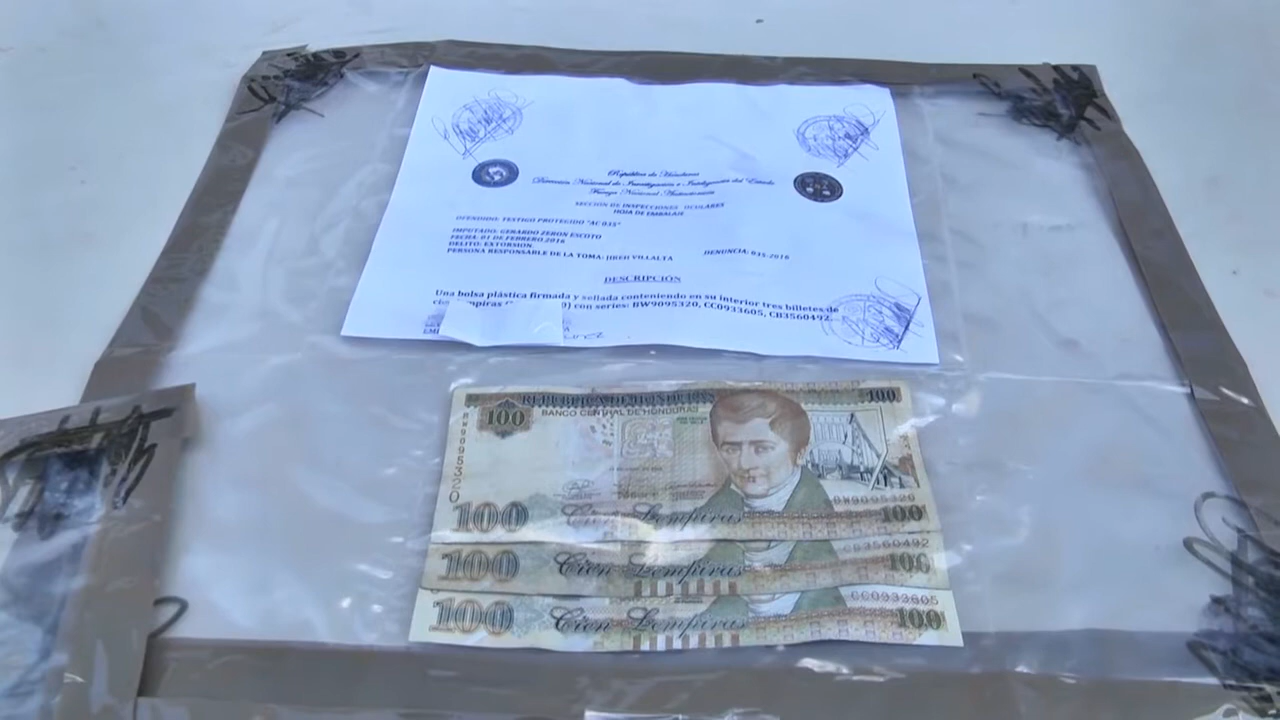 República de Honduras
Dirección Nacional de Investigación e Inteligencia del Estado
Fuerza Nacional Antiextorsión
SECCIÓN DE INSPECCIONES OCULARES
HOJA DE EMBALAJE
OFENDIDO: TESTIGO PROTEGIDO "AC 035"
IMPUTADO: GERARDO ZERON ESCOTO
FECHA: 01 DE FEBRERO 2016
DELITO: EXTORSION
DENUNCIA: 035-2016
PERSONA RESPONSABLE DE LA TOMA: JIREH VILLALTA
DESCRIPCIÓN
Una bolsa plástica firmada y sellada conteniendo en su interior tres billetes de
con series: BW9095320, CC0933605, CB3560492.
100 REPUBLICA DE HONDURAS 100
BANCO CENTRAL DE HONDURAS
BW9095320
BW9095320
100 Cien Lempiras 100
CB3560492
100 Cien Lempiras 100
CC0933605
100 Cien Lempiras 100